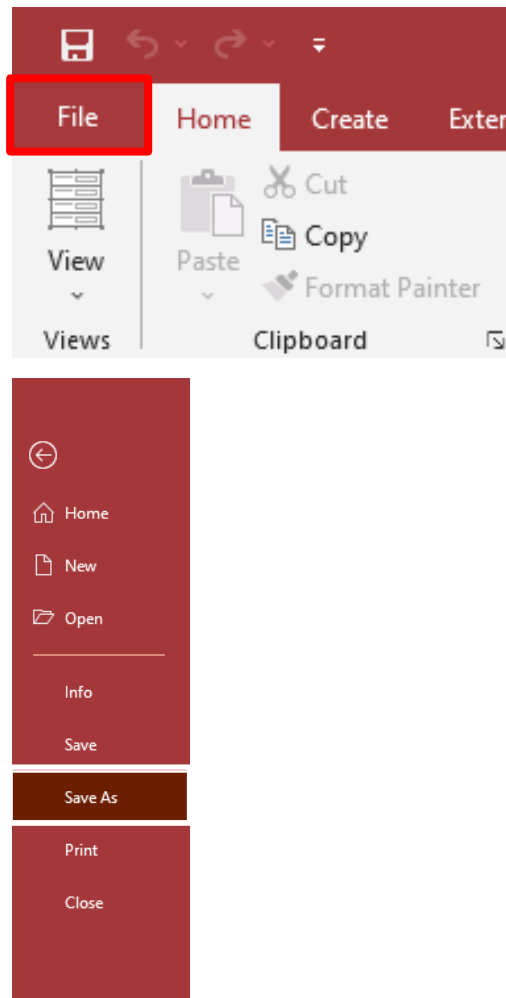 File Home Create Exter
Cut
Copy
View Paste
Format Painter
Views Clipboard
Home
New
Open
Info
Save
Save As
Print
Close